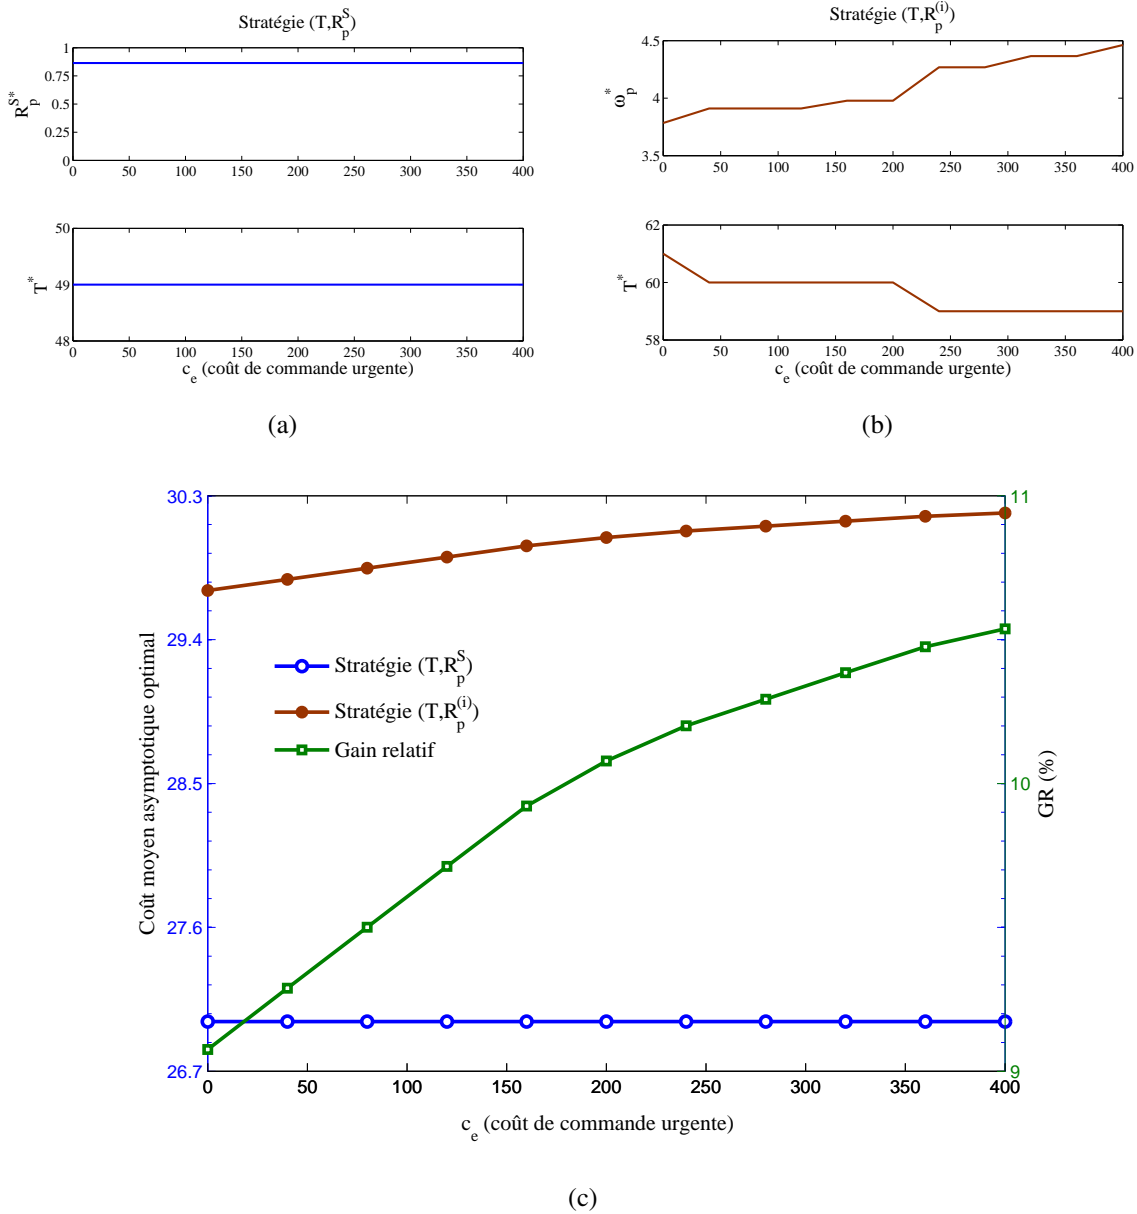 Stratégie (T,R_p^S)
1
0.75
0.5
0.25
0
R_p^S*
0 50 100 150 200 250 300 350 400
50
49
48
T*
0 50 100 150 200 250 300 350 400
c_e (coût de commande urgente)
(a)
Stratégie (T,R_p^(i))
4.5
4
3.5
ω_p^*
0 50 100 150 200 250 300 350 400
62
60
58
T*
0 50 100 150 200 250 300 350 400
c_e (coût de commande urgente)
(b)
30.3
29.4
28.5
27.6
26.7
Coût moyen asymptotique optimal
Stratégie (T,R_p^S)
Stratégie (T,R_p^(i))
Gain relatif
11
10
9
GR (%)
0 50 100 150 200 250 300 350 400
c_e (coût de commande urgente)
(c)